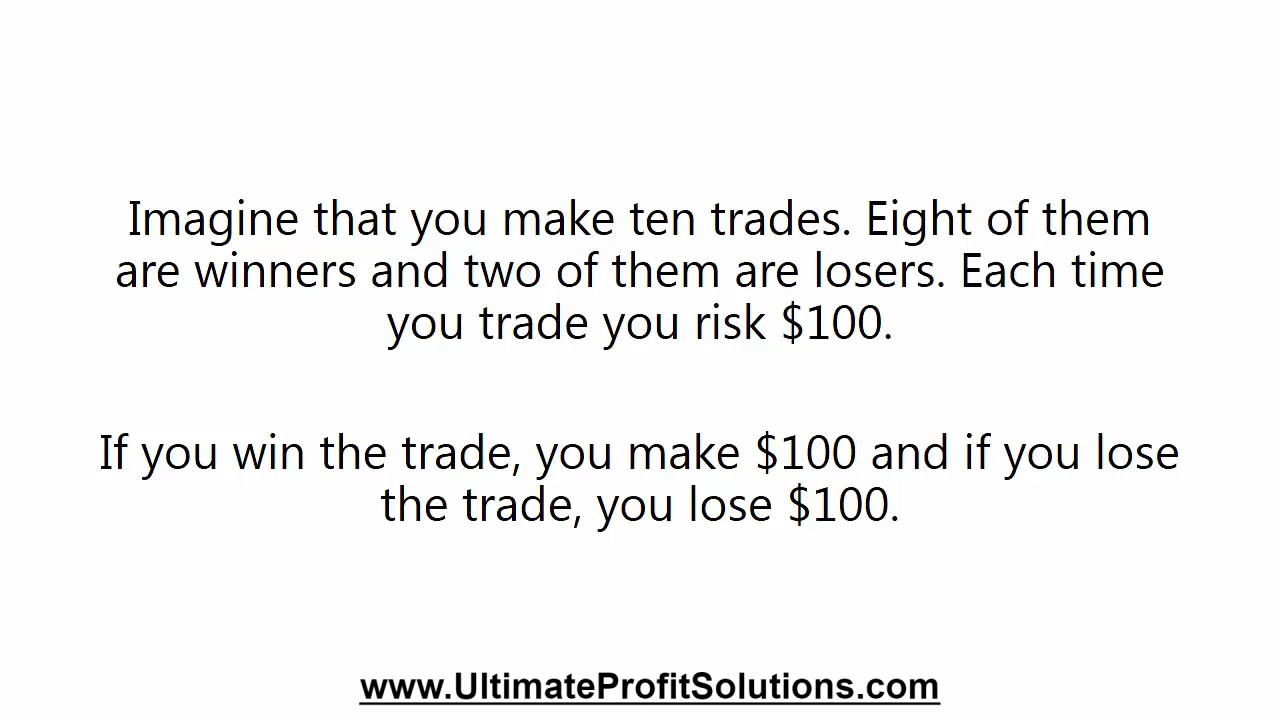 Imagine that you make ten trades. Eight of them
are winners and two of them are losers. Each time
you trade you risk $100.
If you win the trade, you make $100 and if you lose
the trade, you lose $100.
www.UltimateProfitSolutions.com